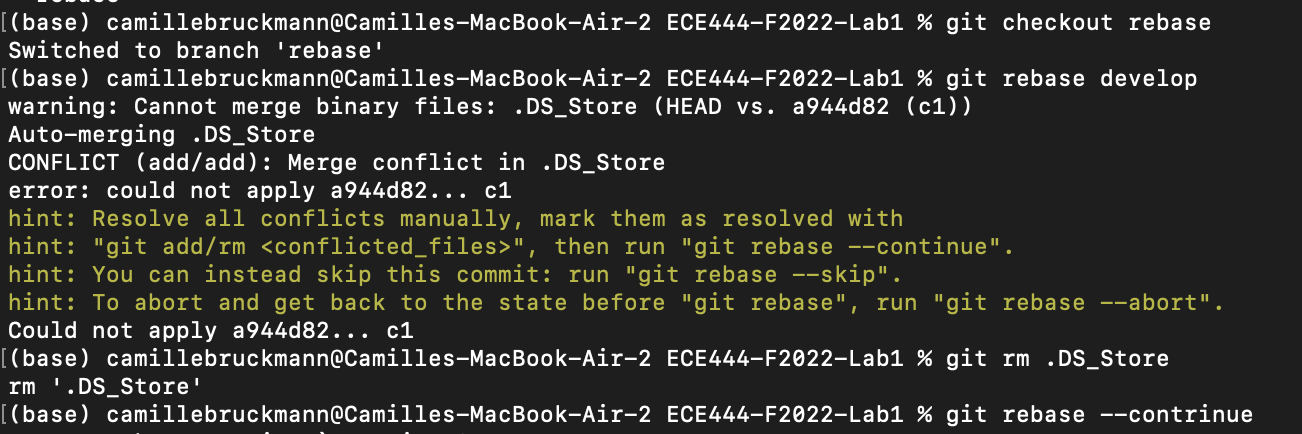 rebase
[(base) camillebruckmann@Camilles-MacBook-Air-2 ECE444-F2022-Lab1 % git checkout rebase
Switched to branch 'rebase'
[(base) camillebruckmann@Camilles-MacBook-Air-2 ECE444-F2022-Lab1 % git rebase develop
warning: Cannot merge binary files: .DS_Store (HEAD vs. a944d82 (c1))
Auto-merging .DS_Store
CONFLICT (add/add): Merge conflict in .DS_Store
error: could not apply a944d82... c1
hint: Resolve all conflicts manually, mark them as resolved with
hint: "git add/rm <conflicted_files>", then run "git rebase --continue".
hint: You can instead skip this commit: run "git rebase --skip".
hint: To abort and get back to the state before "git rebase", run "git rebase --abort".
Could not apply a944d82... c1
[(base) camillebruckmann@Camilles-MacBook-Air-2 ECE444-F2022-Lab1 % git rm .DS_Store
rm '.DS_Store'
[(base) camillebruckmann@Camilles-MacBook-Air-2 ECE444-F2022-Lab1 % git rebase --contrinue